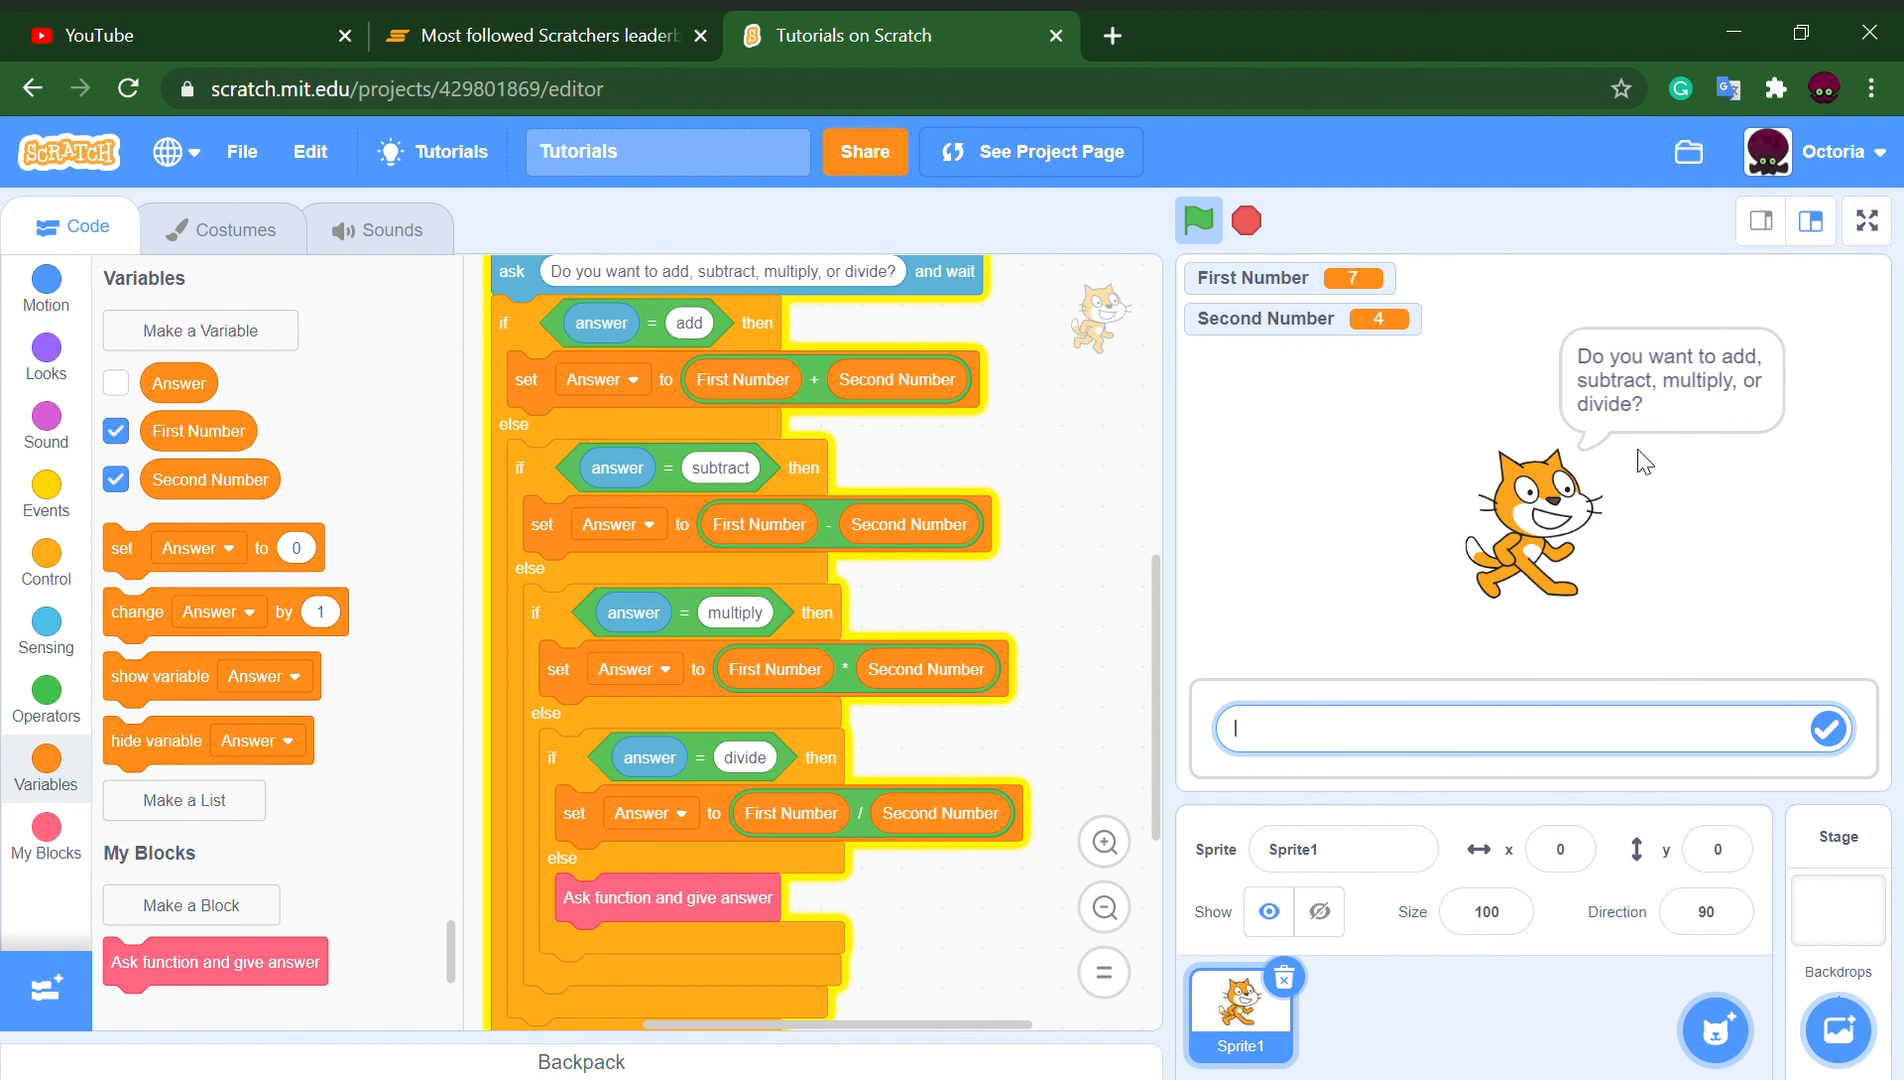 YouTube
Most followed Scratchers leaderb
Tutorials on Scratch
scratch.mit.edu/projects/429801869/editor
SCRATCH
File
Edit
Tutorials
Tutorials
Share
See Project Page
Octoria
Code
Costumes
Sounds
Motion
Looks
Sound
Events
Control
Sensing
Operators
Variables
My Blocks
Variables
Make a Variable
Answer
First Number
Second Number
set Answer to 0
change Answer by 1
show variable Answer
hide variable Answer
Make a List
My Blocks
Make a Block
Ask function and give answer
ask Do you want to add, subtract, multiply, or divide? and wait
if answer = add then
set Answer to First Number + Second Number
else
if answer = subtract then
set Answer to First Number - Second Number
else
if answer = multiply then
set Answer to First Number * Second Number
else
if answer = divide then
set Answer to First Number / Second Number
else
Ask function and give answer
Backpack
First Number 7
Second Number 4
Do you want to add,
subtract, multiply, or
divide?
Sprite Sprite1 x 0 y 0
Show Size 100 Direction 90
Sprite1
Stage
Backdrops